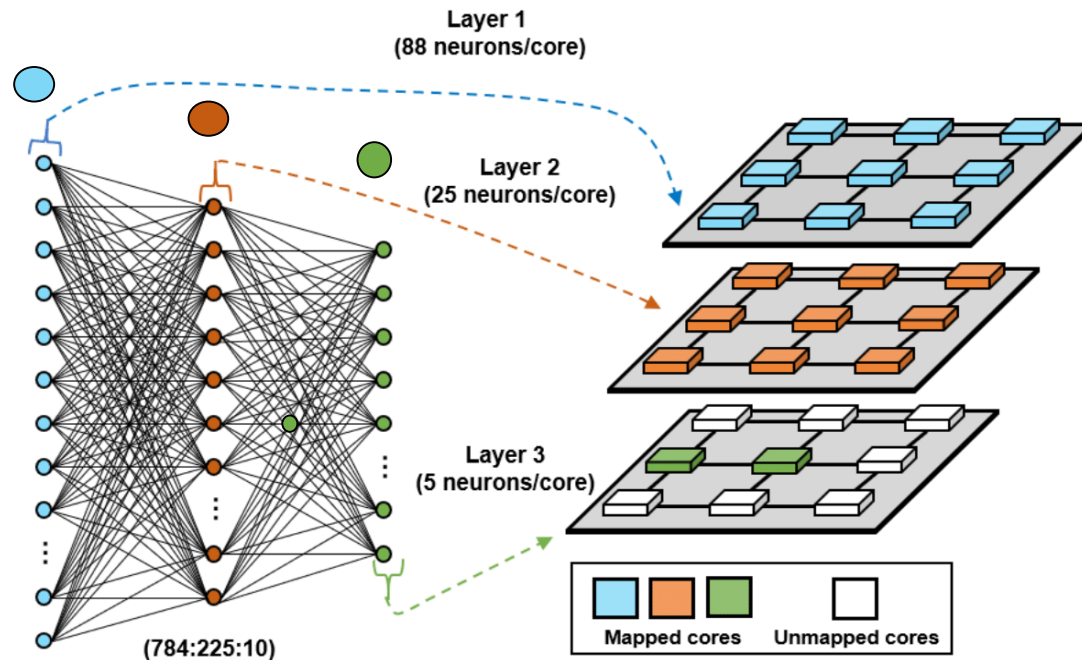 Layer 1
(88 neurons/core)
Layer 2
(25 neurons/core)
Layer 3
(5 neurons/core)
(784:225:10)
Mapped cores
Unmapped cores